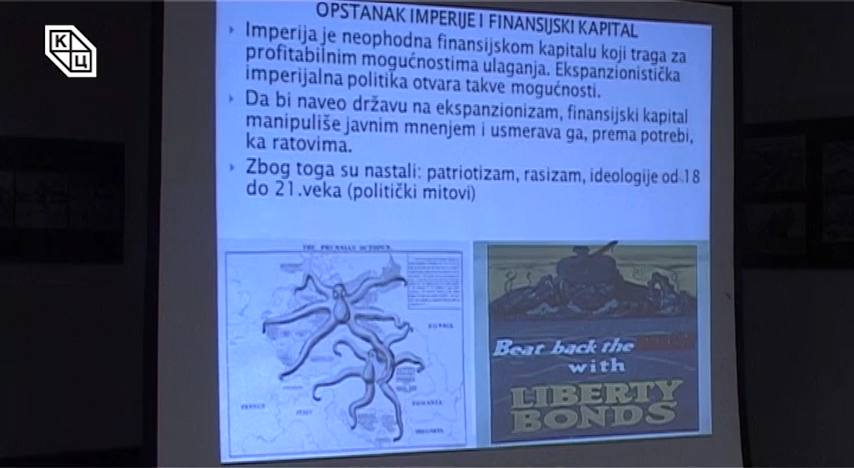 КЦ
OPSTANAK IMPERIJE I FINANSIJSKI KAPITAL
Imperija je neophodna finansijskom kapitalu koji traga za
profitabilnim mogućnostima ulaganja. Ekspanzionistička
imperijalna politika otvara takve mogućnosti.
Da bi naveo državu na ekspanzionizam, finansijski kapital
manipuliše javnim mnenjem i usmerava ga, prema potrebi,
ka ratovima.
Zbog toga su nastali: patriotizam, rasizam, ideologije od 18
do 21.veka (politički mitovi)
THE PRUSSIAN OCTOPUS.
Beat back the
with
LIBERTY
BONDS